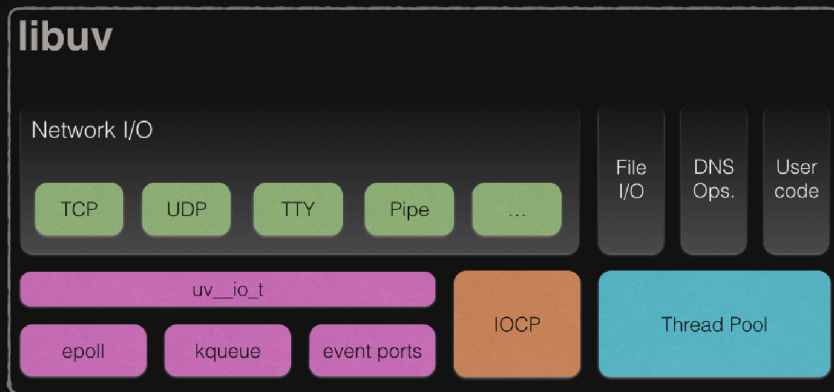 libuv
Network I/O
TCP
UDP
TTY
Pipe
...
File
I/O
DNS
Ops.
User
code
uv__io_t
epoll
kqueue
event ports
IOCP
Thread Pool